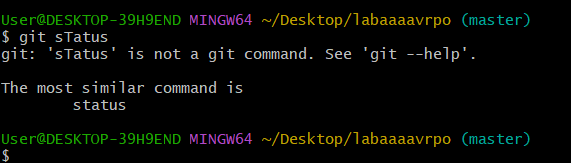 User@DESKTOP-39H9END MINGW64 ~/Desktop/labaaaavrpo (master)
$ git sTatus
git: 'sTatus' is not a git command. See 'git --help'.
The most similar command is
status
User@DESKTOP-39H9END MINGW64 ~/Desktop/labaaaavrpo (master)
$